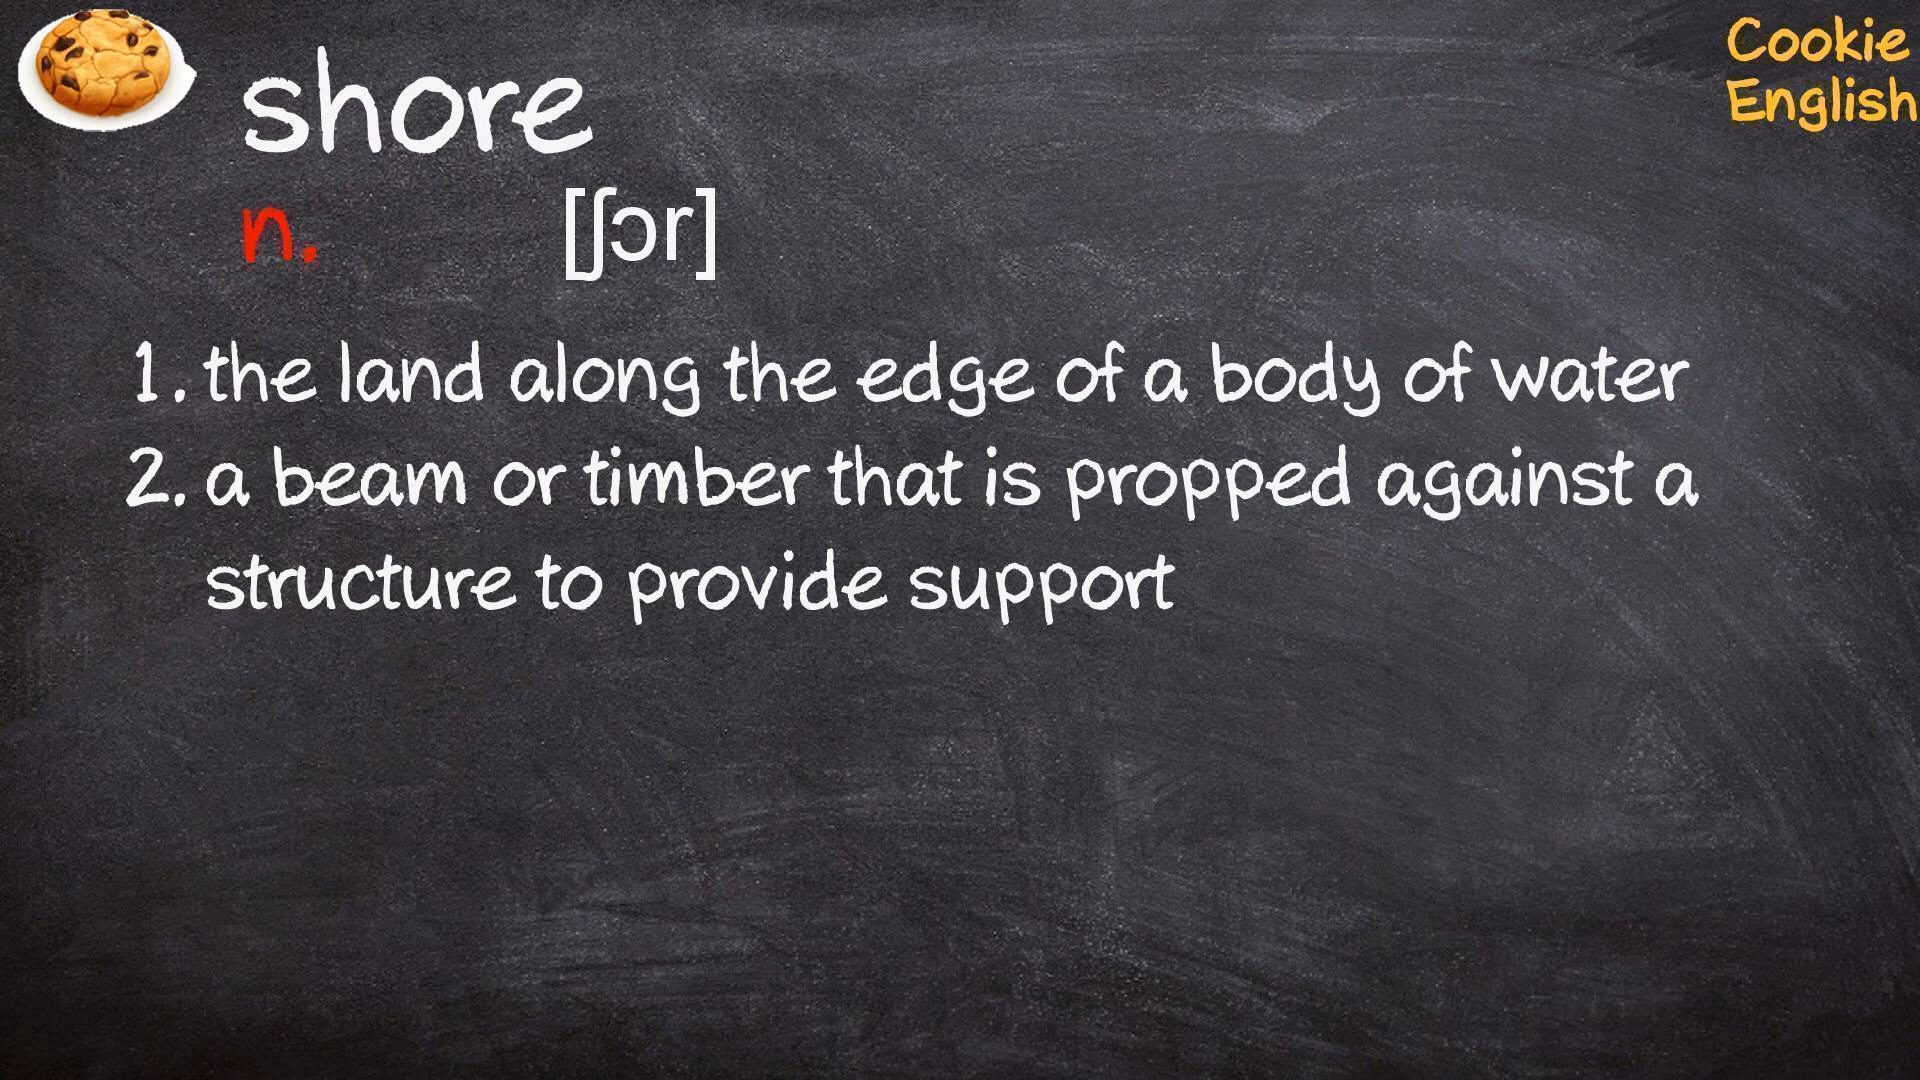 shore
Cookie
English
n. [ʃɔr]
1. the land along the edge of a body of water
2. a beam or timber that is propped against a
structure to provide support